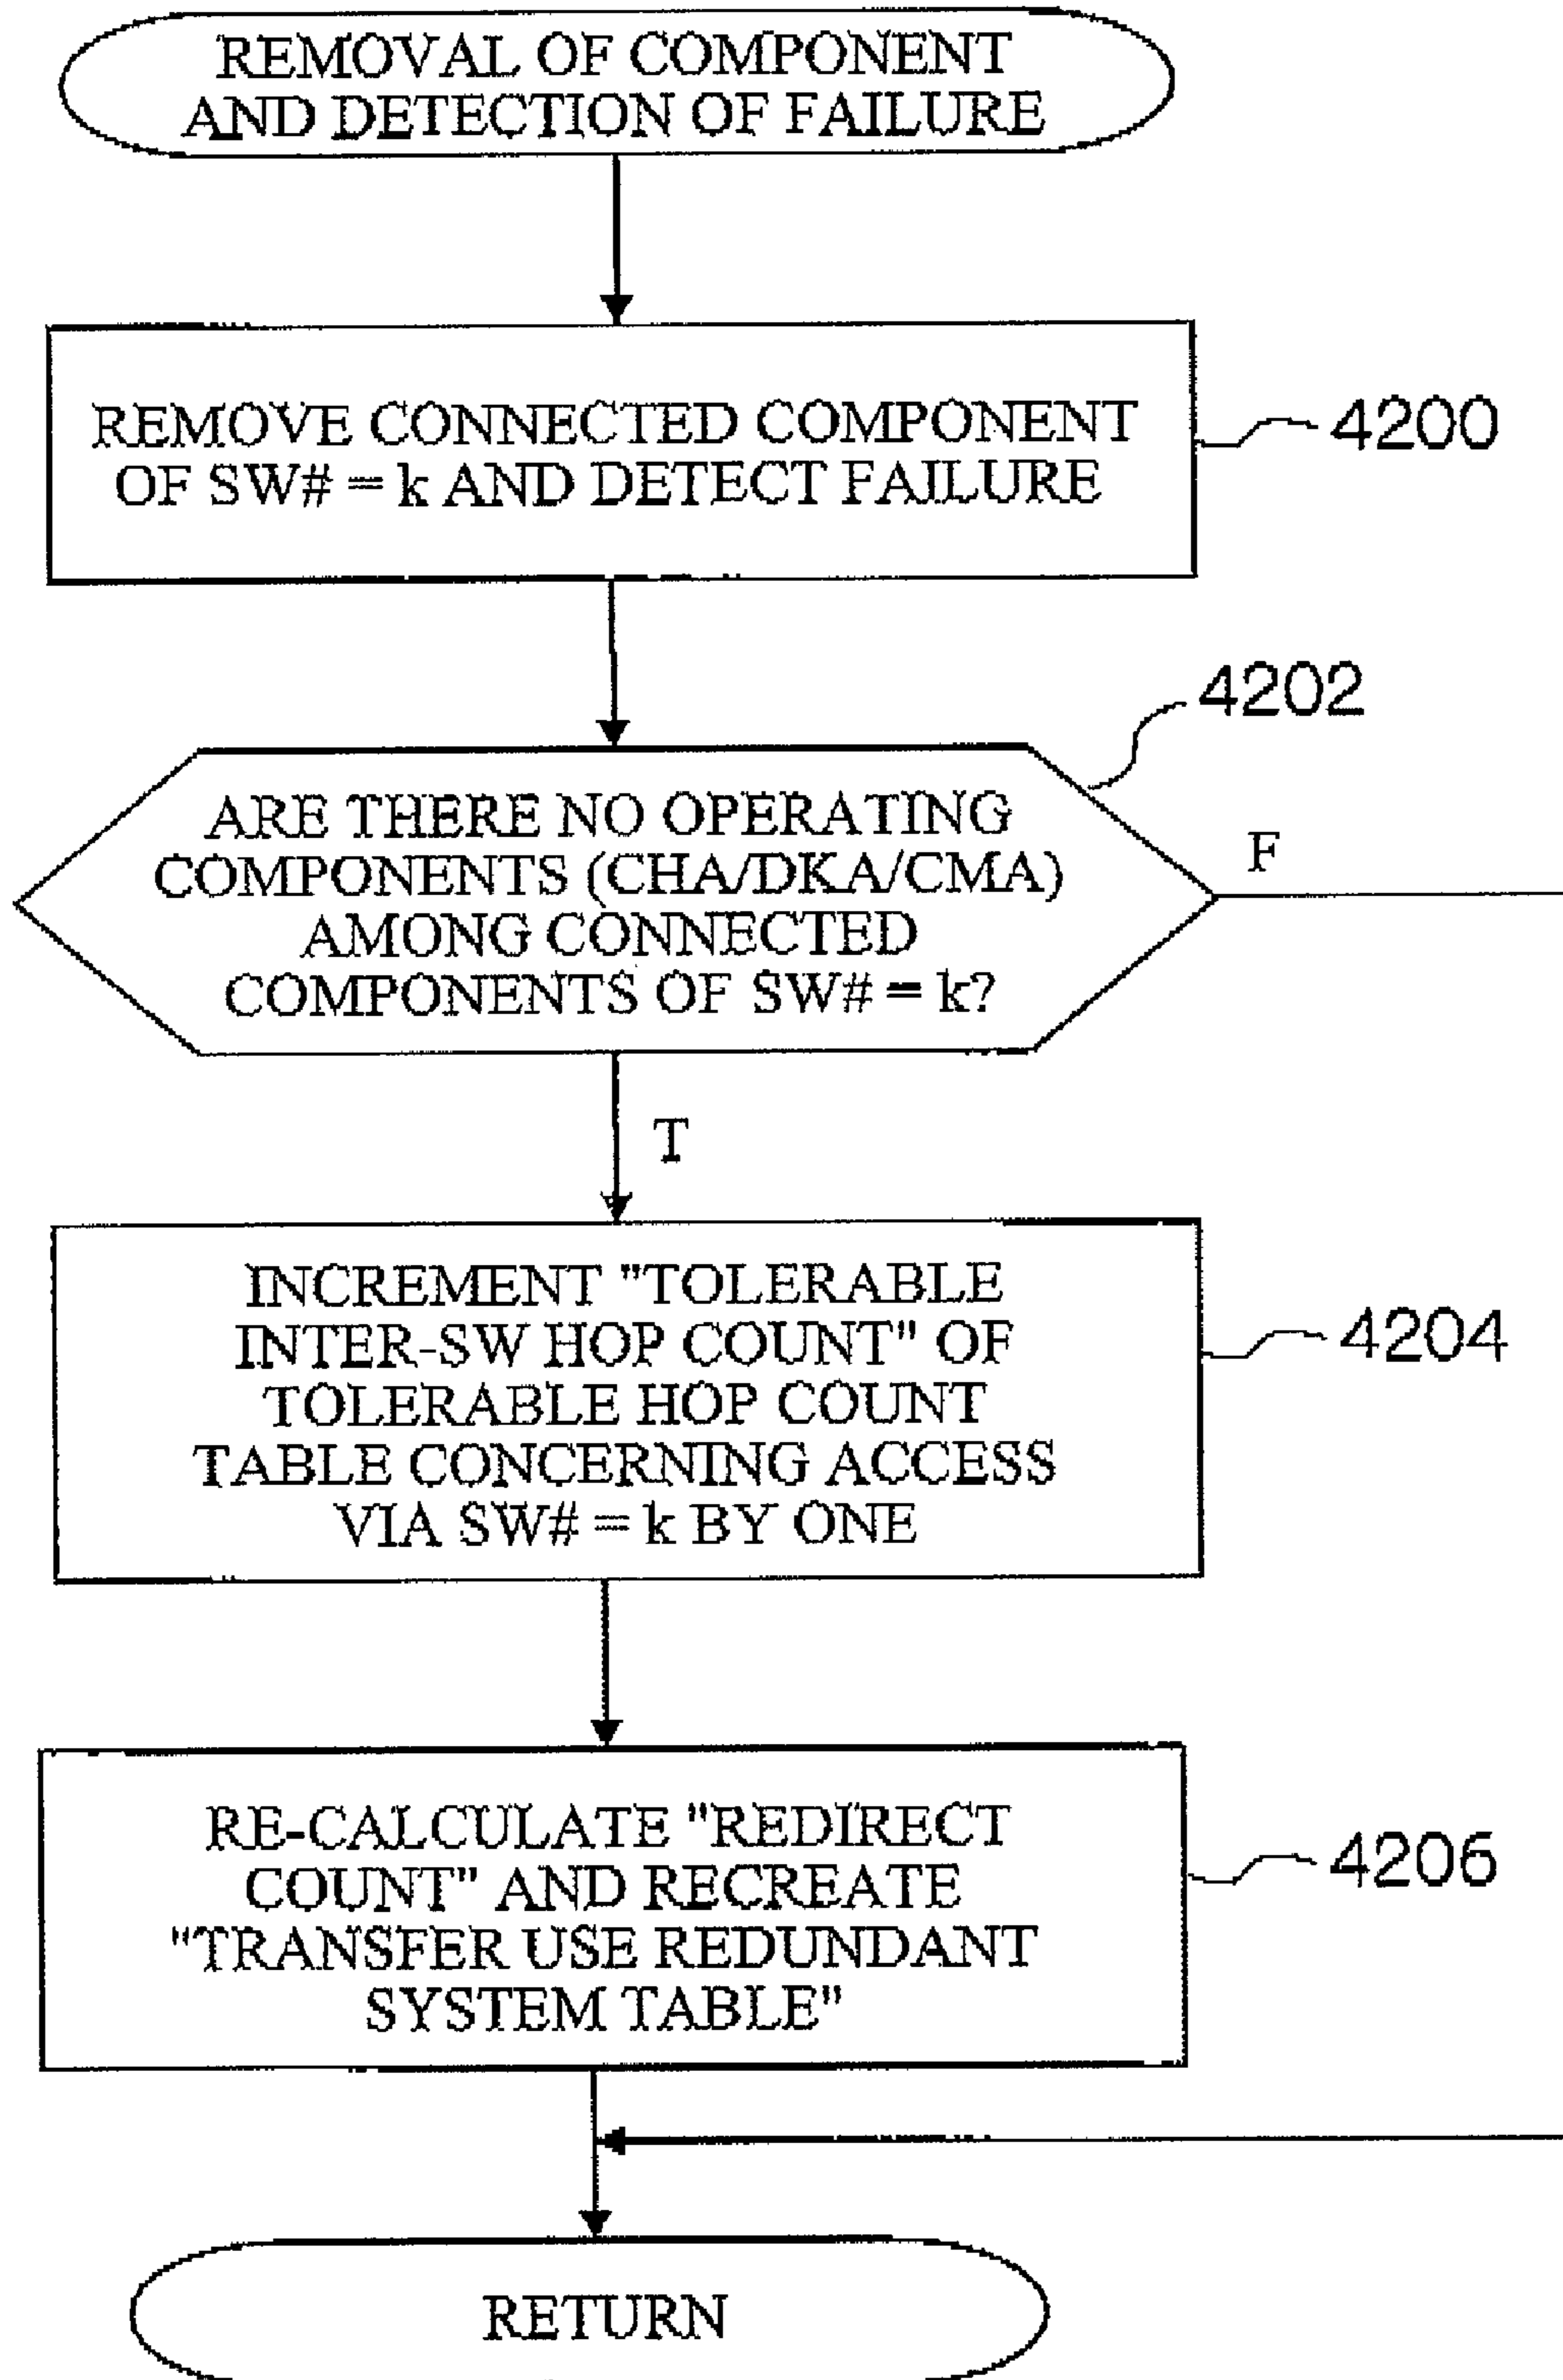 REMOVAL OF COMPONENT
AND DETECTION OF FAILURE
REMOVE CONNECTED COMPONENT
OF SW# = k AND DETECT FAILURE
4200
4202
ARE THERE NO OPERATING
COMPONENTS (CHA/DKA/CMA)
AMONG CONNECTED
COMPONENTS OF SW# = k?
F
T
INCREMENT "TOLERABLE
INTER-SW HOP COUNT" OF
TOLERABLE HOP COUNT
TABLE CONCERNING ACCESS
VIA SW# = k BY ONE
4204
RE-CALCULATE "REDIRECT
COUNT" AND RECREATE
"TRANSFER USE REDUNDANT
SYSTEM TABLE"
4206
RETURN